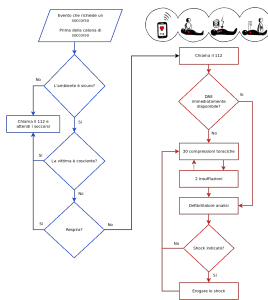 Evento che richiede un
soccorso
Prima della catena di
soccorso
L'ambiente è sicuro?
No
Sì
Chiama il 112 e
attendi i soccorsi
La vittima è cosciente?
Sì
No
Respira?
Sì
No
Chiama il 112
DAE
immediatamente
disponibile?
Sì
No
30 compressioni toraciche
2 insufflazioni
Defibrillatore analizi
Shock indicato?
No
Sì
Erogare lo shock